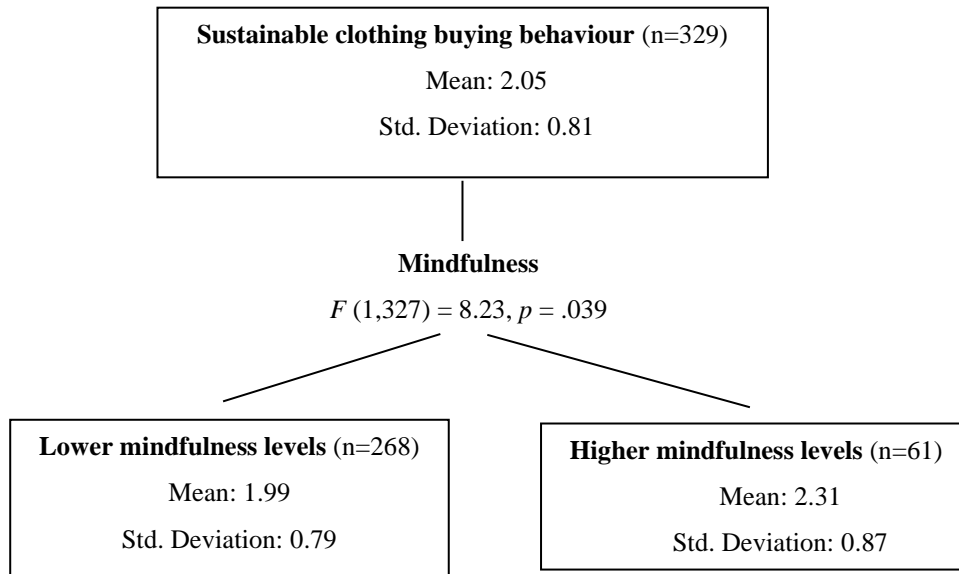 Sustainable clothing buying behaviour (n=329)
Mean: 2.05
Std. Deviation: 0.81
Mindfulness
F (1,327) = 8.23, p = .039
Lower mindfulness levels (n=268)
Mean: 1.99
Std. Deviation: 0.79
Higher mindfulness levels (n=61)
Mean: 2.31
Std. Deviation: 0.87